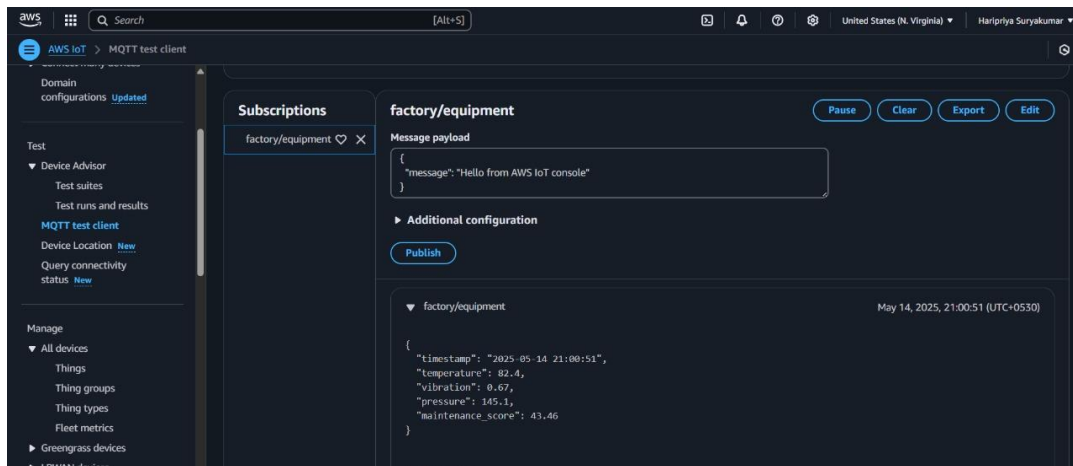 aws
Search
[Alt+S]
United States (N. Virginia)
Haripriya Suryakumar
AWS IoT > MQTT test client
Domain
configurations Updated
Test
Device Advisor
Test suites
Test runs and results
MQTT test client
Device Location New
Query connectivity
status New
Manage
All devices
Things
Thing groups
Thing types
Fleet metrics
Greengrass devices
Subscriptions
factory/equipment
factory/equipment
Pause
Clear
Export
Edit
Message payload
{
"message": "Hello from AWS IoT console"
}
Additional configuration
Publish
factory/equipment
May 14, 2025, 21:00:51 (UTC+0530)
{
"timestamp": "2025-05-14 21:00:51",
"temperature": 82.4,
"vibration": 0.67,
"pressure": 145.1,
"maintenance_score": 43.46
}